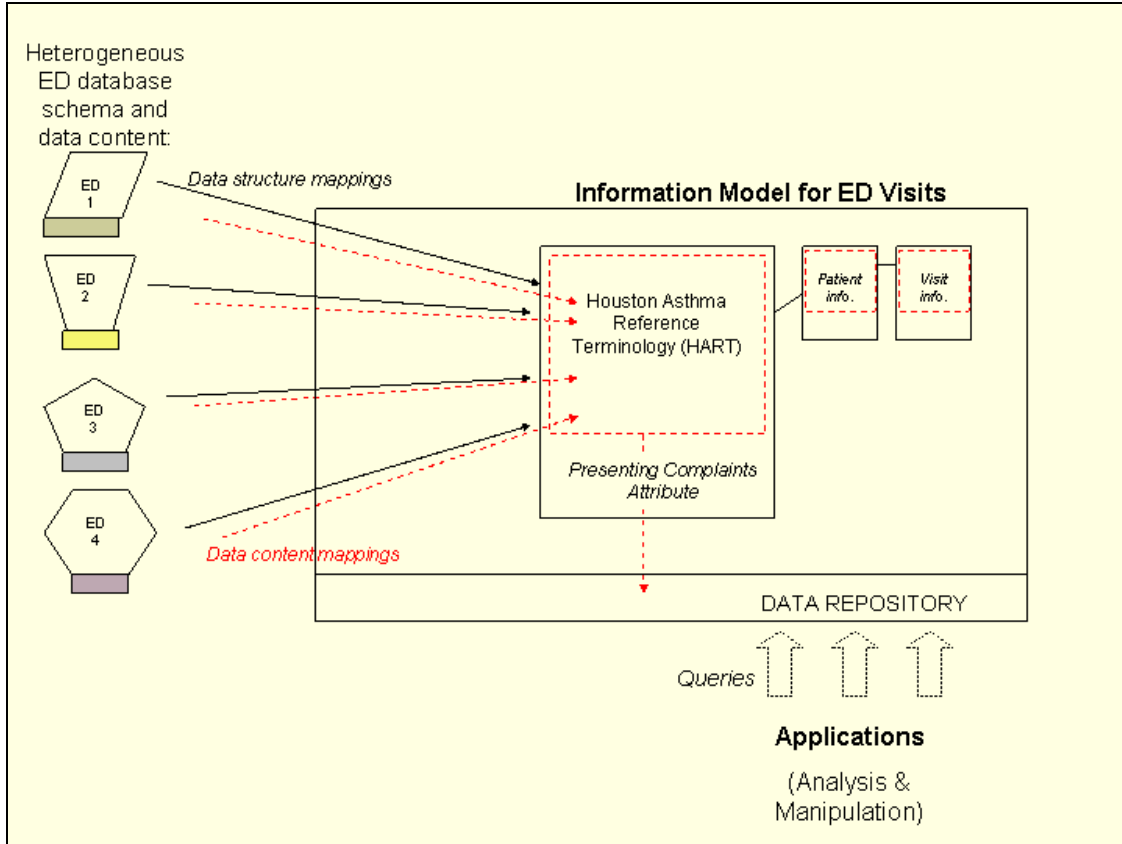 Heterogeneous
ED database
schema and
data content:
ED
1
Data structure mappings
Information Model for ED Visits
ED
2
Houston Asthma
Reference
Terminology (HART)
Patient
info.
Visit
info.
ED
3
Presenting Complaints
Attribute
ED
4
Data content mappings
DATA REPOSITORY
Queries
Applications
(Analysis &
Manipulation)